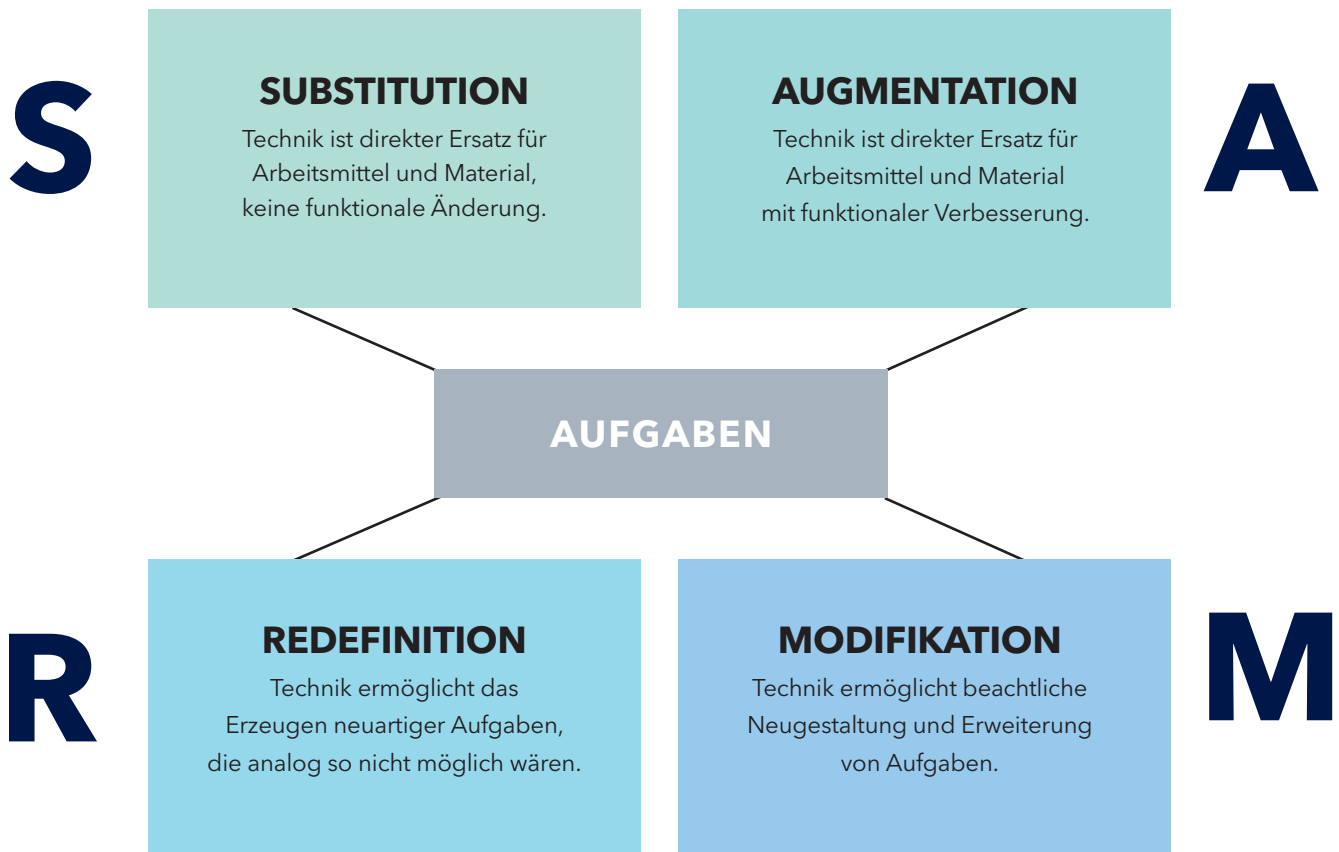 S
SUBSTITUTION
Technik ist direkter Ersatz für
Arbeitsmittel und Material,
keine funktionale Änderung.
AUGMENTATION
Technik ist direkter Ersatz für
Arbeitsmittel und Material
mit funktionaler Verbesserung.
A
AUFGABEN
R
REDEFINITION
Technik ermöglicht das
Erzeugen neuartiger Aufgaben,
die analog so nicht möglich wären.
MODIFIKATION
Technik ermöglicht beachtliche
Neugestaltung und Erweiterung
von Aufgaben.
M